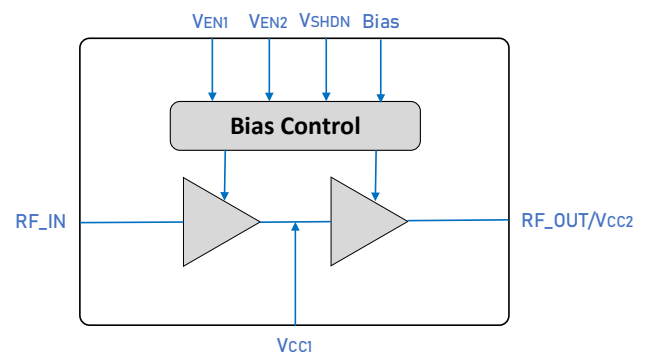 VEN1 VEN2 VSHDN Bias
Bias Control
RF_IN
RF_OUT/VCC2
VCC1